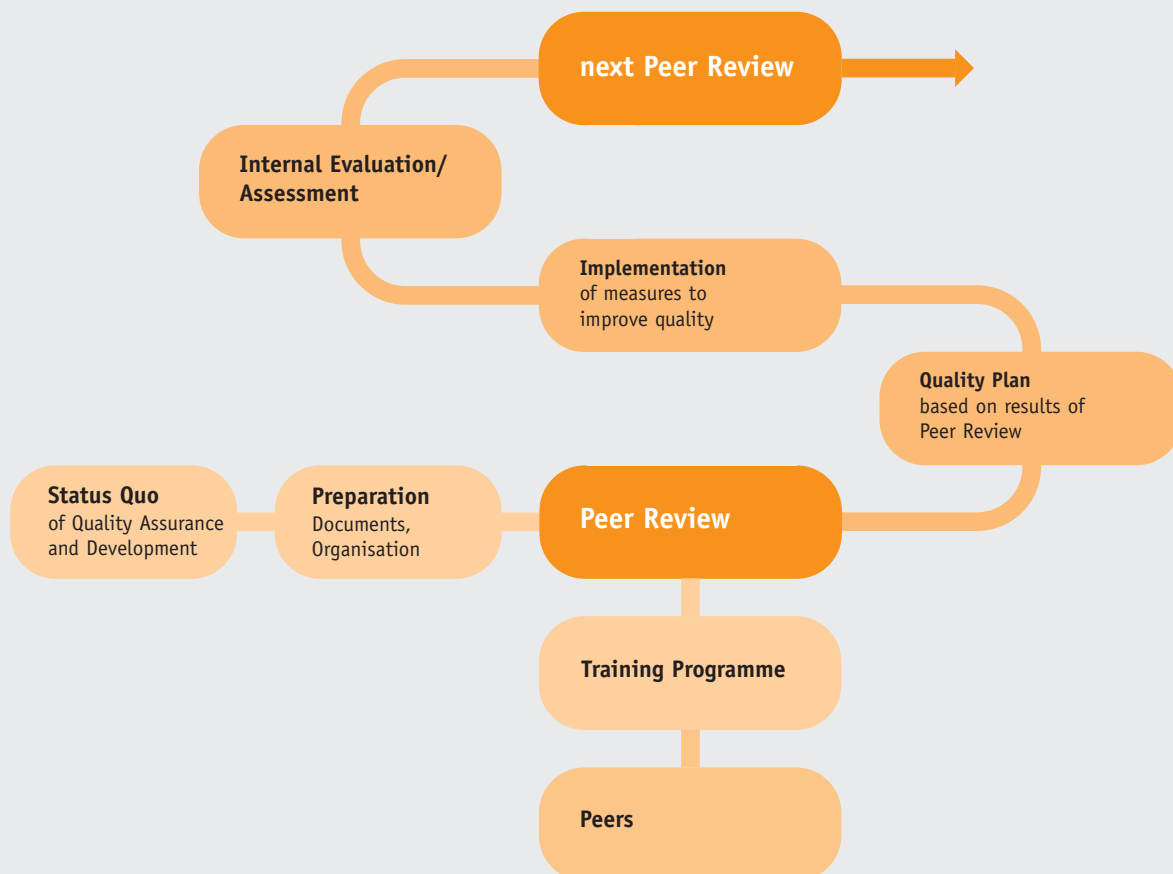 next Peer Review
Internal Evaluation/
Assessment
Implementation
of measures to
improve quality
Quality Plan
based on results of
Peer Review
Status Quo
of Quality Assurance
and Development
Preparation
Documents,
Organisation
Peer Review
Training Programme
Peers